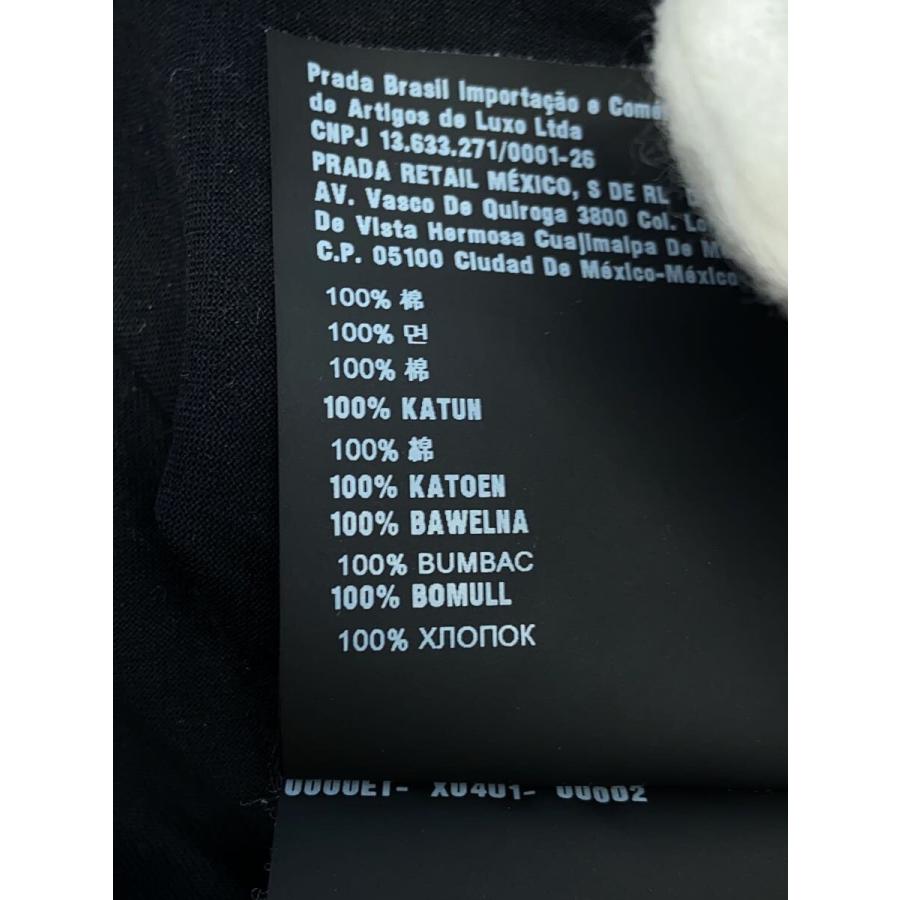 Prada Brasil Importação e
de Artigos de Luxo Ltda
CNPJ 13.633.271/0001-26
PRADA RETAIL MÉXICO, S DE RL
AV. Vasco De Quiroga 3800 Col.
De Vista Hermosa Cuajimalpa De
C.P. 05100 Ciudad De México-México
100% 棉
100% 면
100% 棉
100% KATUN
100% 綿
100% KATOEN
100% BAWELNA
100% BUMBAC
100% BOMULL
100% ХЛОПОК